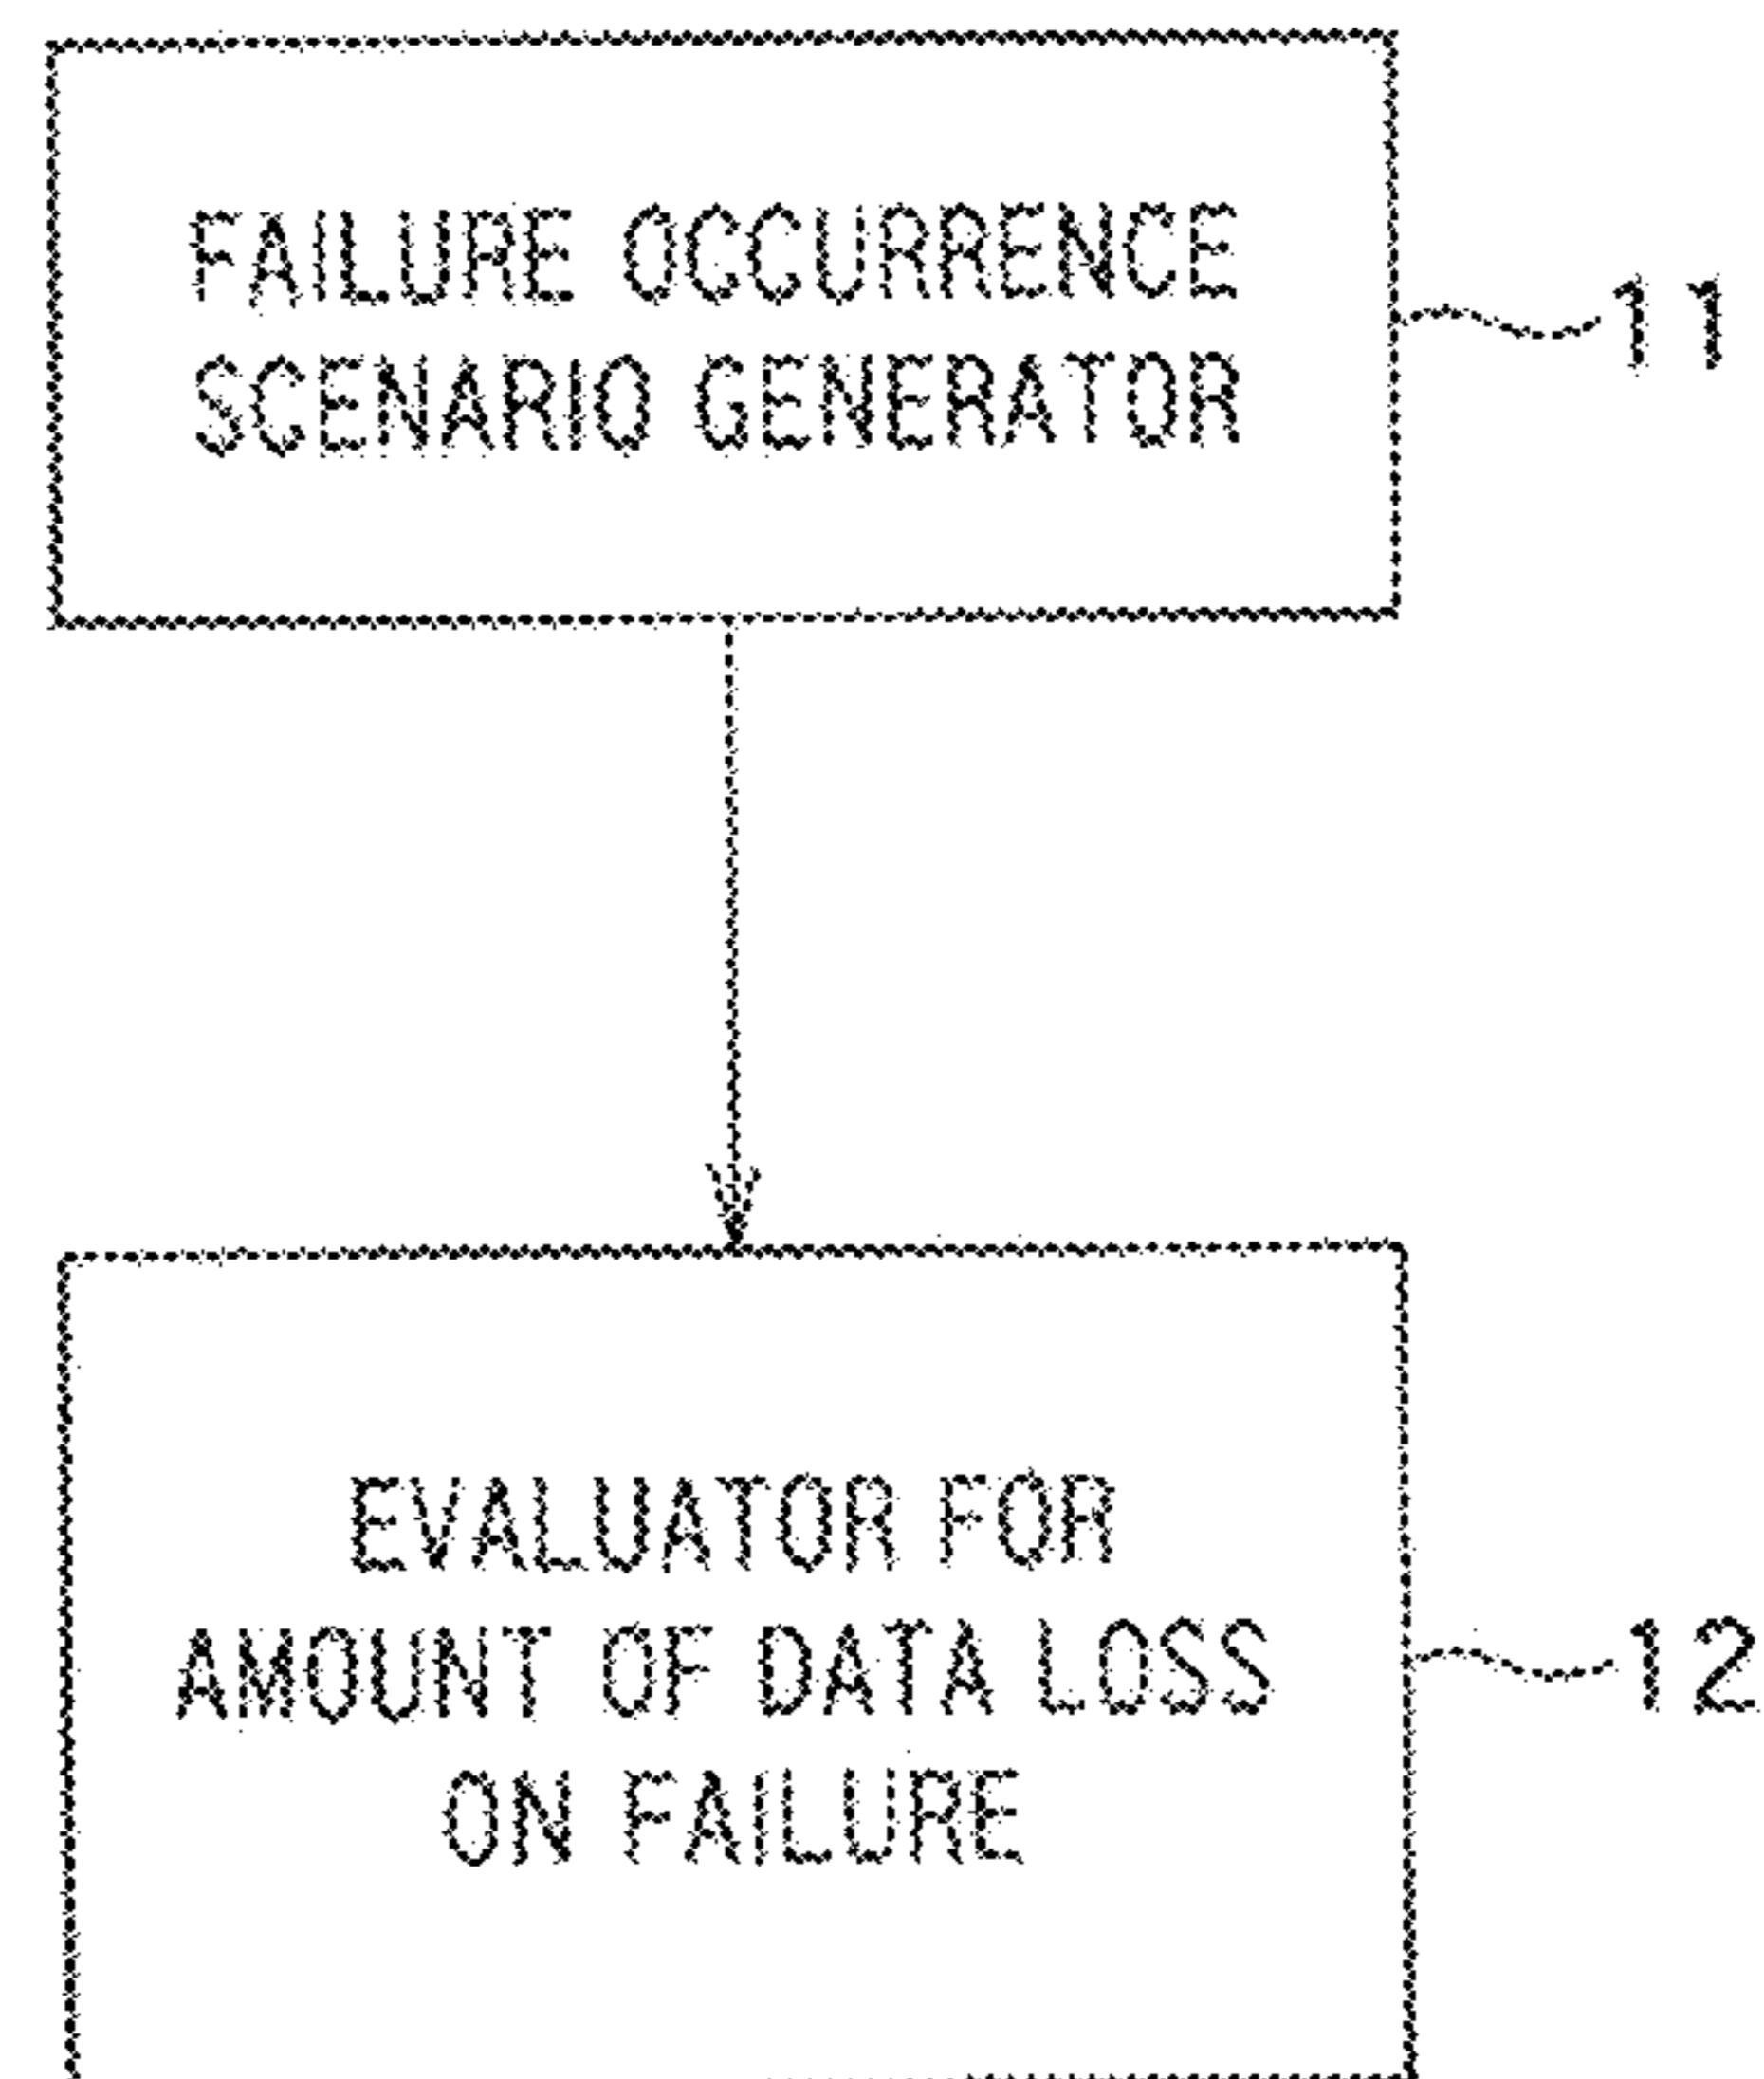 FAILURE OCCURRENCE
SCENARIO GENERATOR
11
EVALUATOR FOR
AMOUNT OF DATA LOSS
ON FAILURE
12